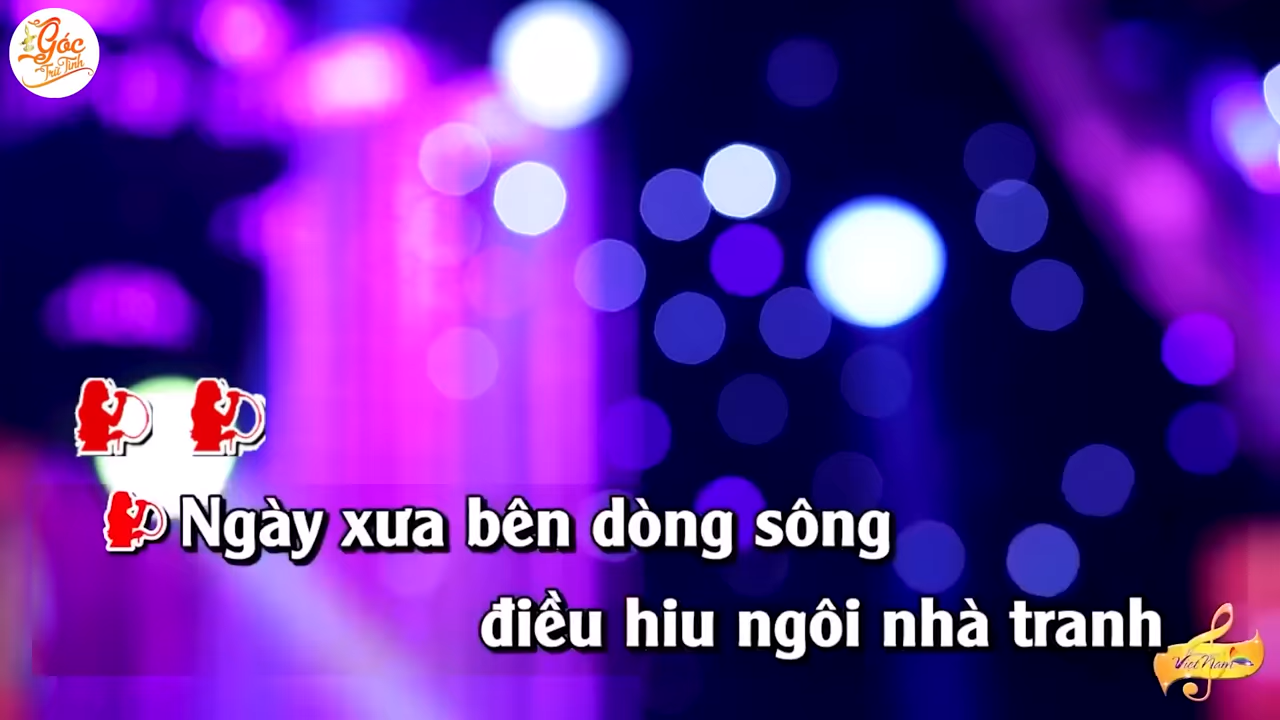 Góc
Trữ Tình
Ngày xưa bên dòng sông
điều hiu ngôi nhà tranh
Việt Nam